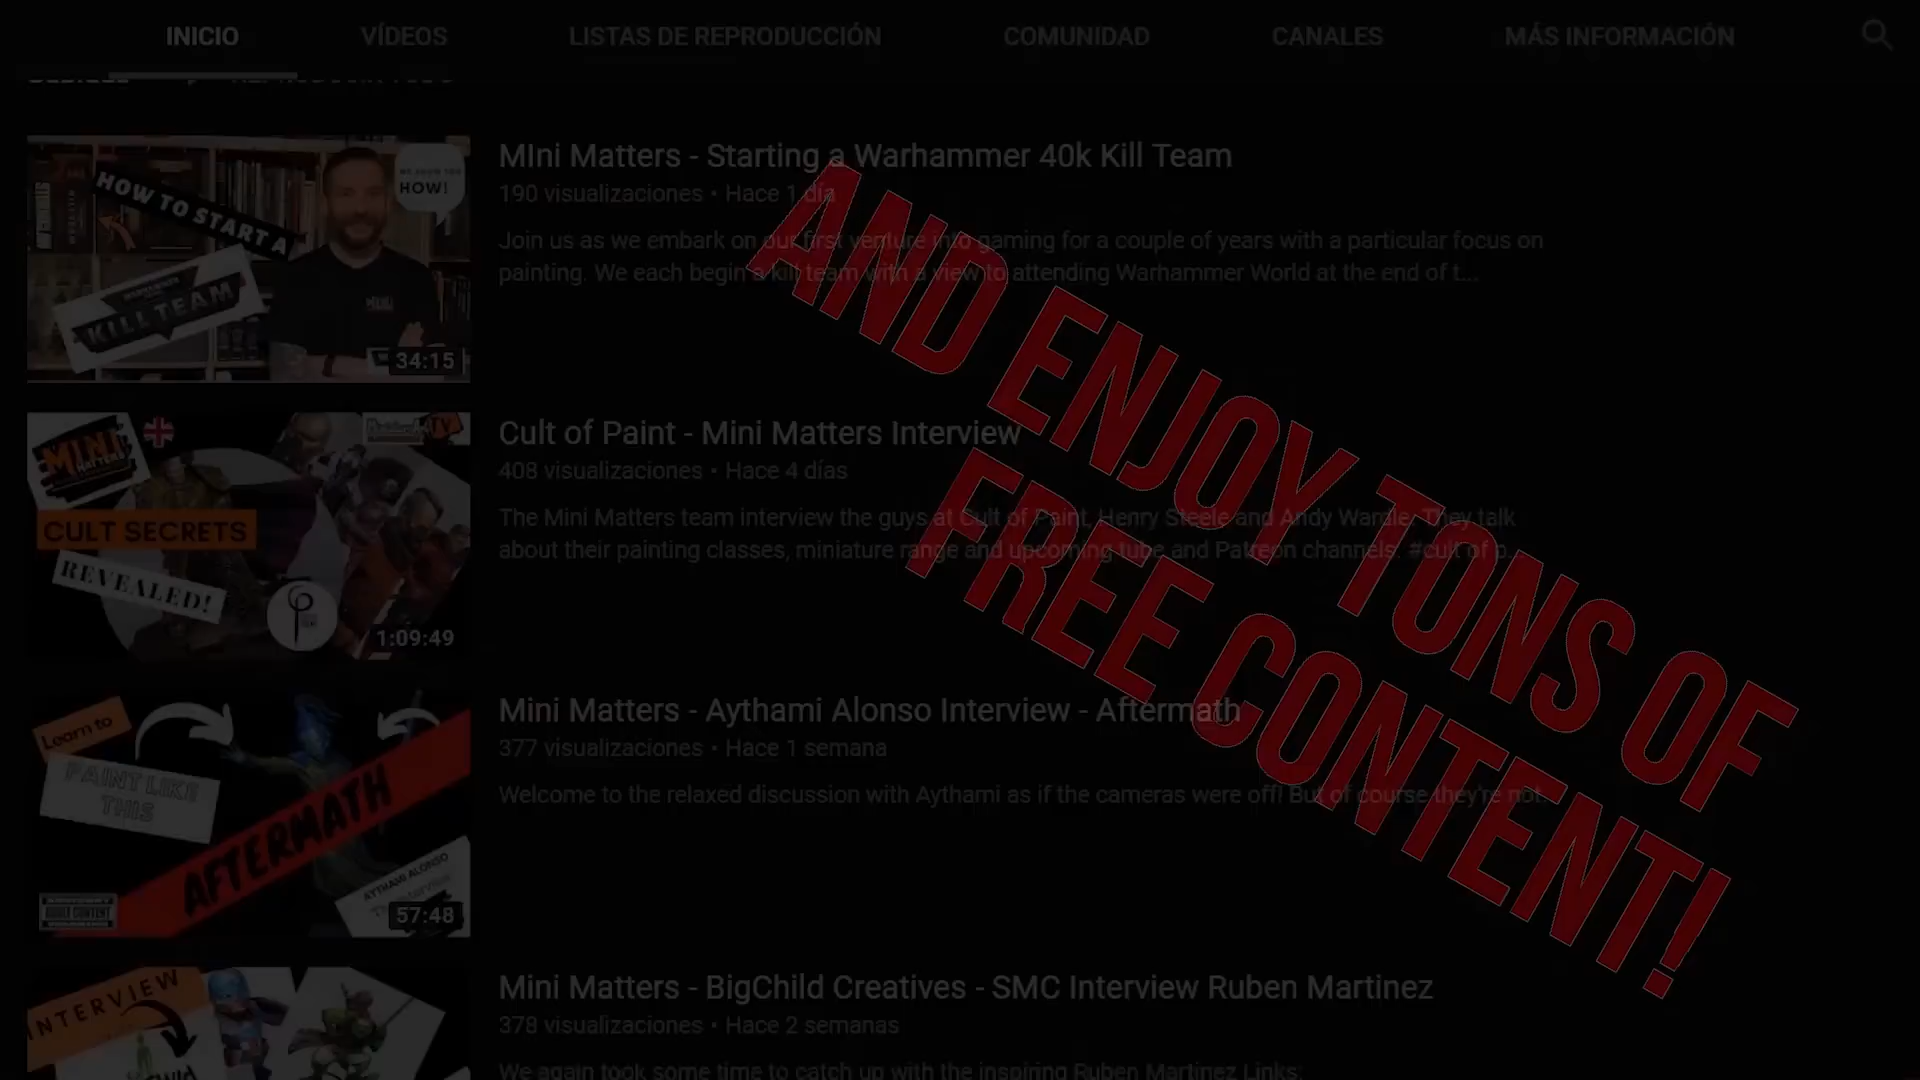 INICIO
VÍDEOS
LISTAS DE REPRODUCCIÓN
COMUNIDAD
CANALES
MÁS INFORMACIÓN
HOW TO START A
HOW!
KILL TEAM
34:15
MIni Matters - Starting a Warhammer 40k Kill Team
190 visualizaciones • Hace 1 día
Join us as we embark on our first venture into gaming for a couple of years with a particular focus on
painting. We each begin a kill team with a view to attending Warhammer World at the end of t...
AND ENJOY TONS OF
FREE CONTENT!
MINI
MATTERS
TV
CULT SECRETS
REVEALED!
1:09:49
Cult of Paint - Mini Matters Interview
408 visualizaciones • Hace 4 días
The Mini Matters team interview the guys at Cult of Paint, Henry Steele and Andy Wardle. They talk
about their painting classes, miniature range and upcoming tube and Patreon channels. #cult of p...
Learn to
PAINT LIKE
THIS
AFTERMATH
AYTHAMI ALONSO
ADULT CONTENT
57:48
Mini Matters - Aythami Alonso Interview - Aftermath
377 visualizaciones • Hace 1 semana
Welcome to the relaxed discussion with Aythami as if the cameras were off! But of course they're not.
INTERVIEW
Mini Matters - BigChild Creatives - SMC Interview Ruben Martinez
378 visualizaciones • Hace 2 semanas
We again took some time to catch up with the inspiring Ruben Martinez Links: